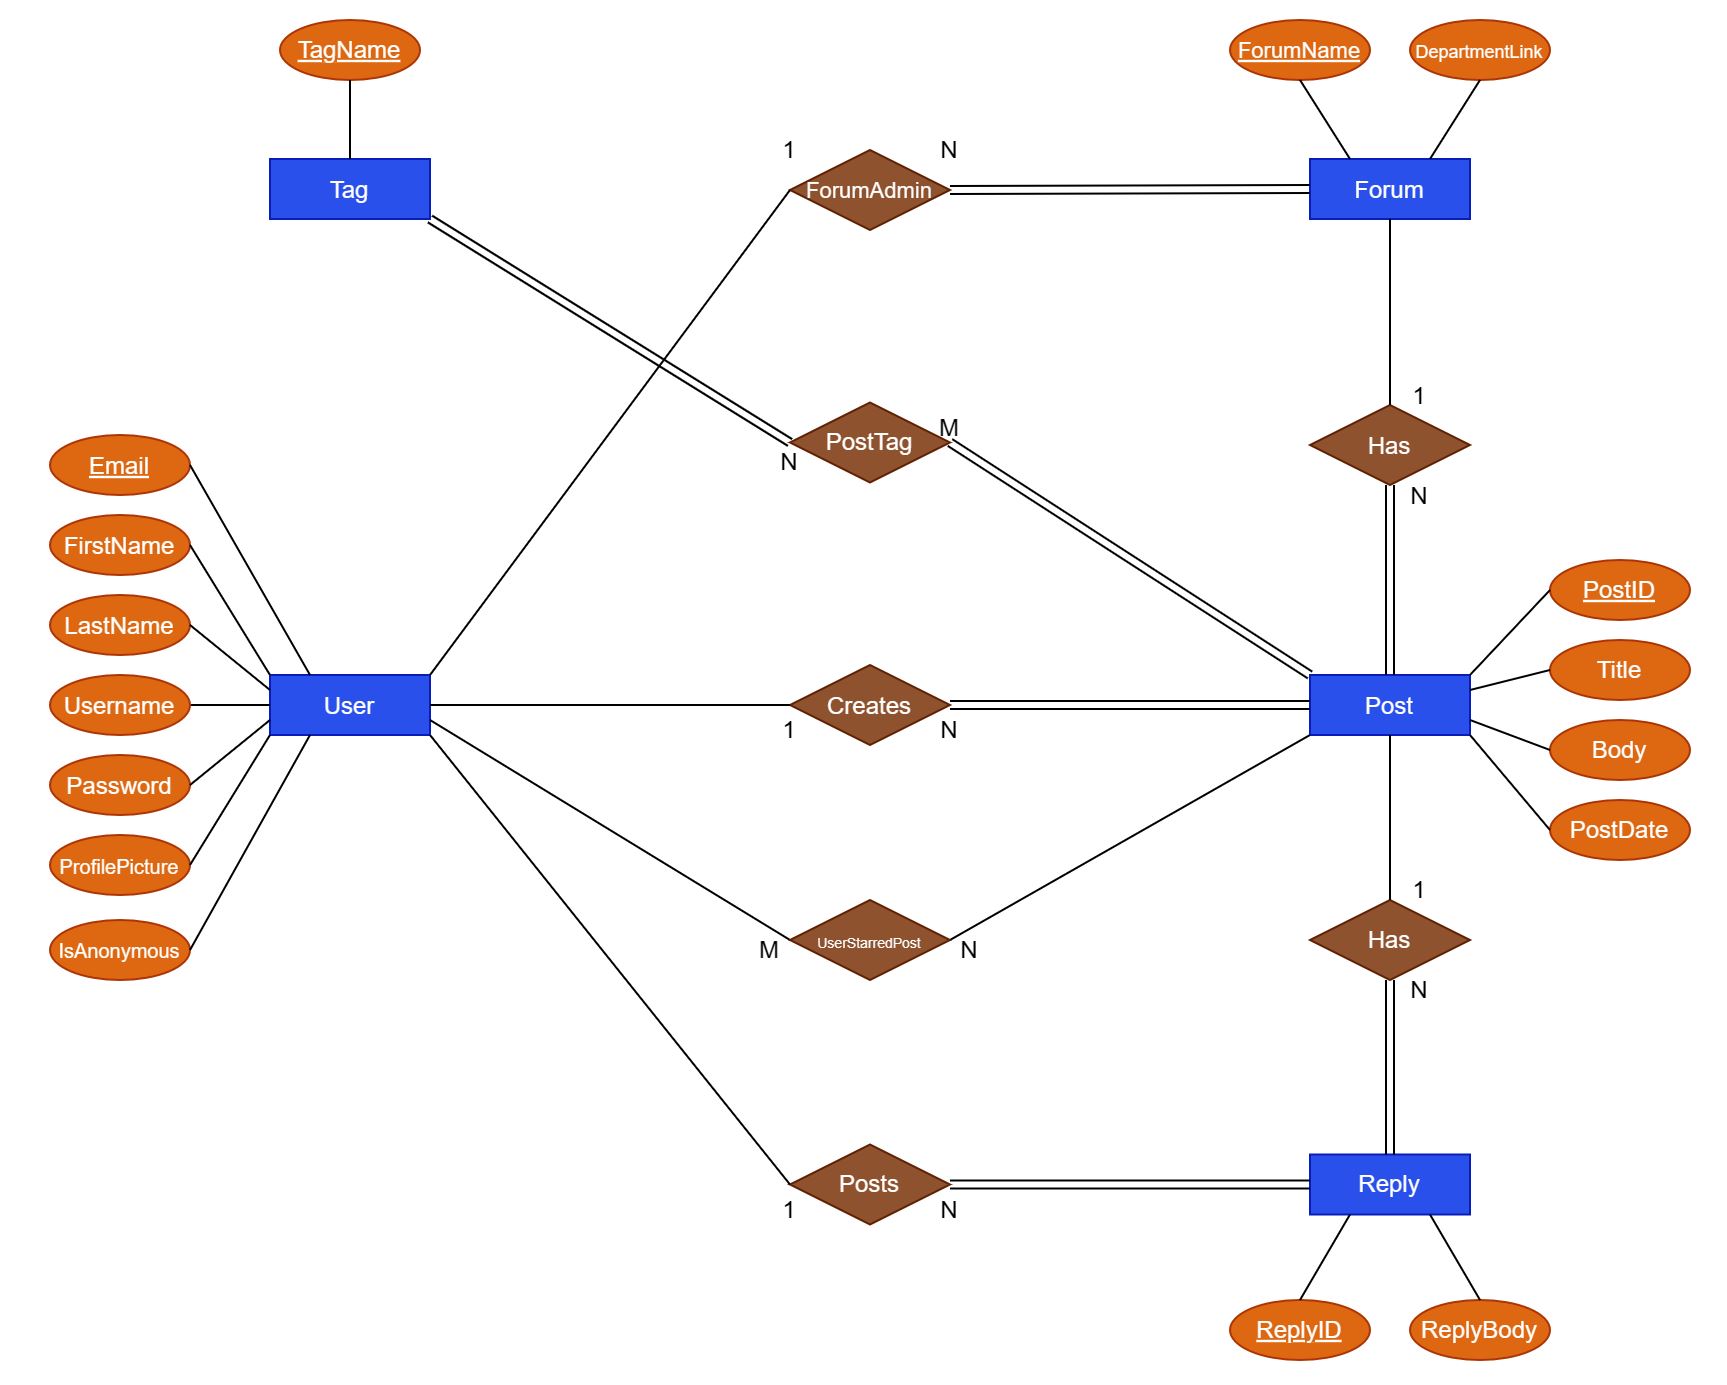 TagName
ForumName
DepartmentLink
1
N
Tag
ForumAdmin
Forum
1
M
PostTag
Has
N
N
Email
FirstName
LastName
Username
Password
ProfilePicture
IsAnonymous
User
Creates
1
N
Post
PostID
Title
Body
PostDate
1
UserStarredPost
M
N
Has
N
Posts
1
N
Reply
ReplyID
ReplyBody